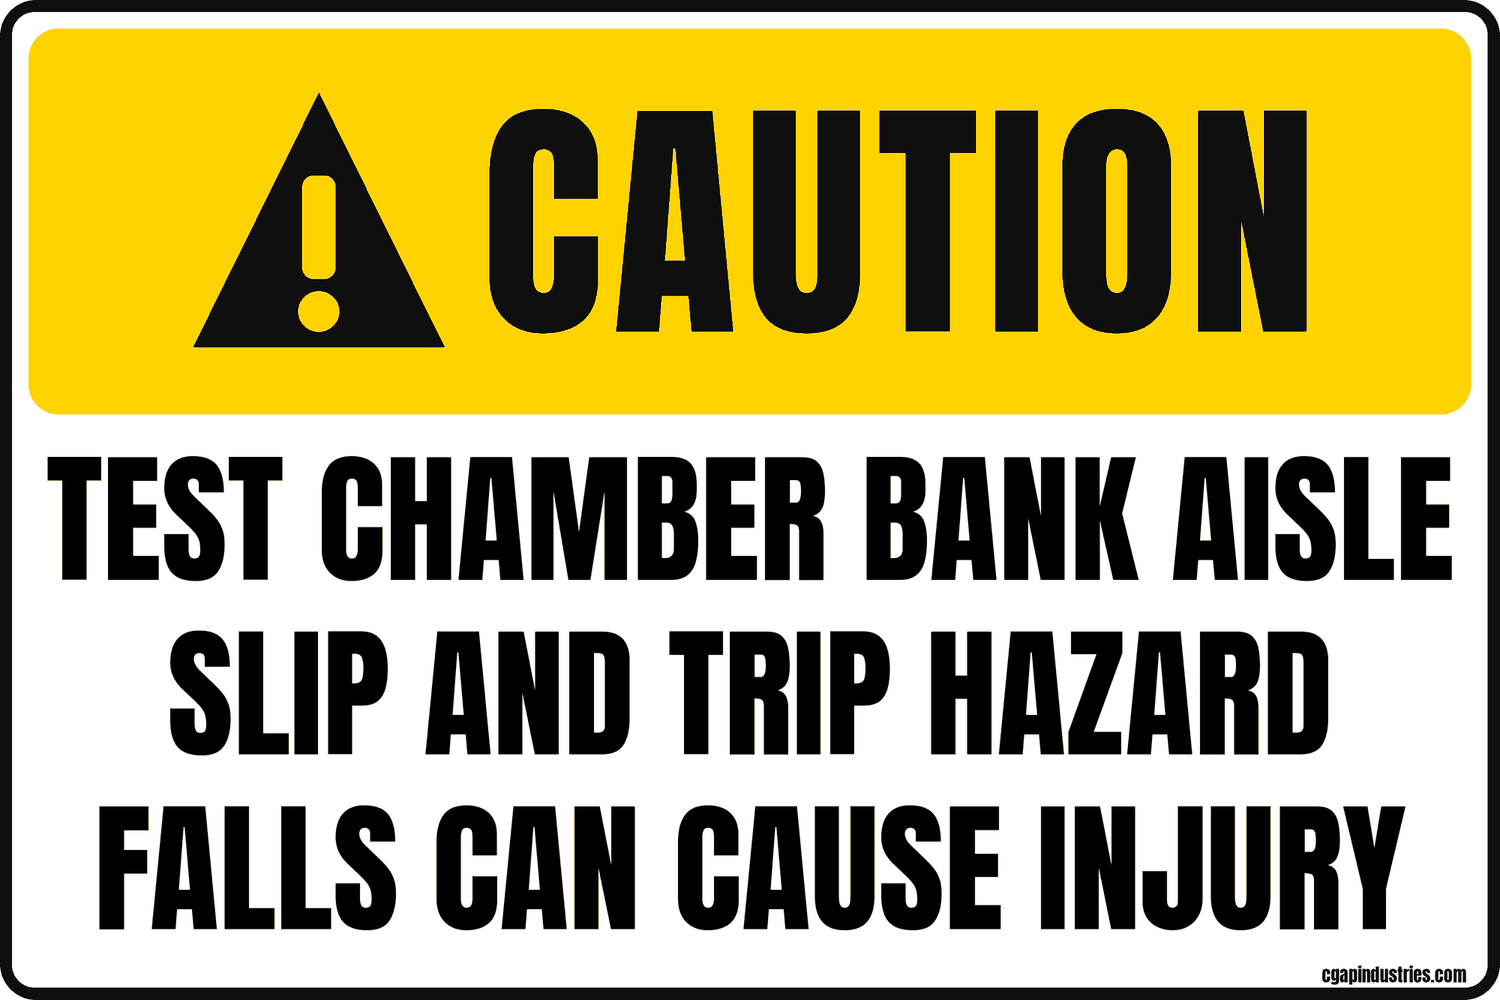 CAUTION
TEST CHAMBER BANK AISLE
SLIP AND TRIP HAZARD
FALLS CAN CAUSE INJURY
cgapindustries.com